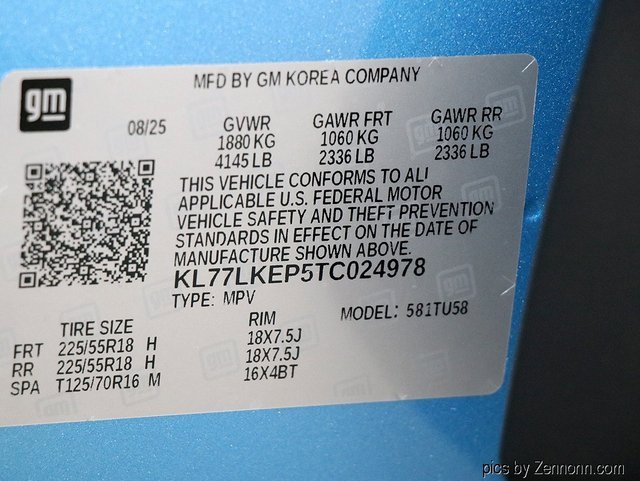 gm
MFD BY GM KOREA COMPANY
08/25
GVWR GAWR FRT GAWR RR
1880 KG 1060 KG 1060 KG
4145 LB 2336 LB 2336 LB
THIS VEHICLE CONFORMS TO ALL
APPLICABLE U.S. FEDERAL MOTOR
VEHICLE SAFETY AND THEFT PREVENTION
STANDARDS IN EFFECT ON THE DATE OF
MANUFACTURE SHOWN ABOVE.
KL77LKEP5TC024978
TYPE: MPV MODEL: 581TU58
TIRE SIZE RIM
FRT 225/55R18 H 18X7.5J
RR 225/55R18 H 18X7.5J
SPA T125/70R16 M 16X4BT
pics by Zennonn.com